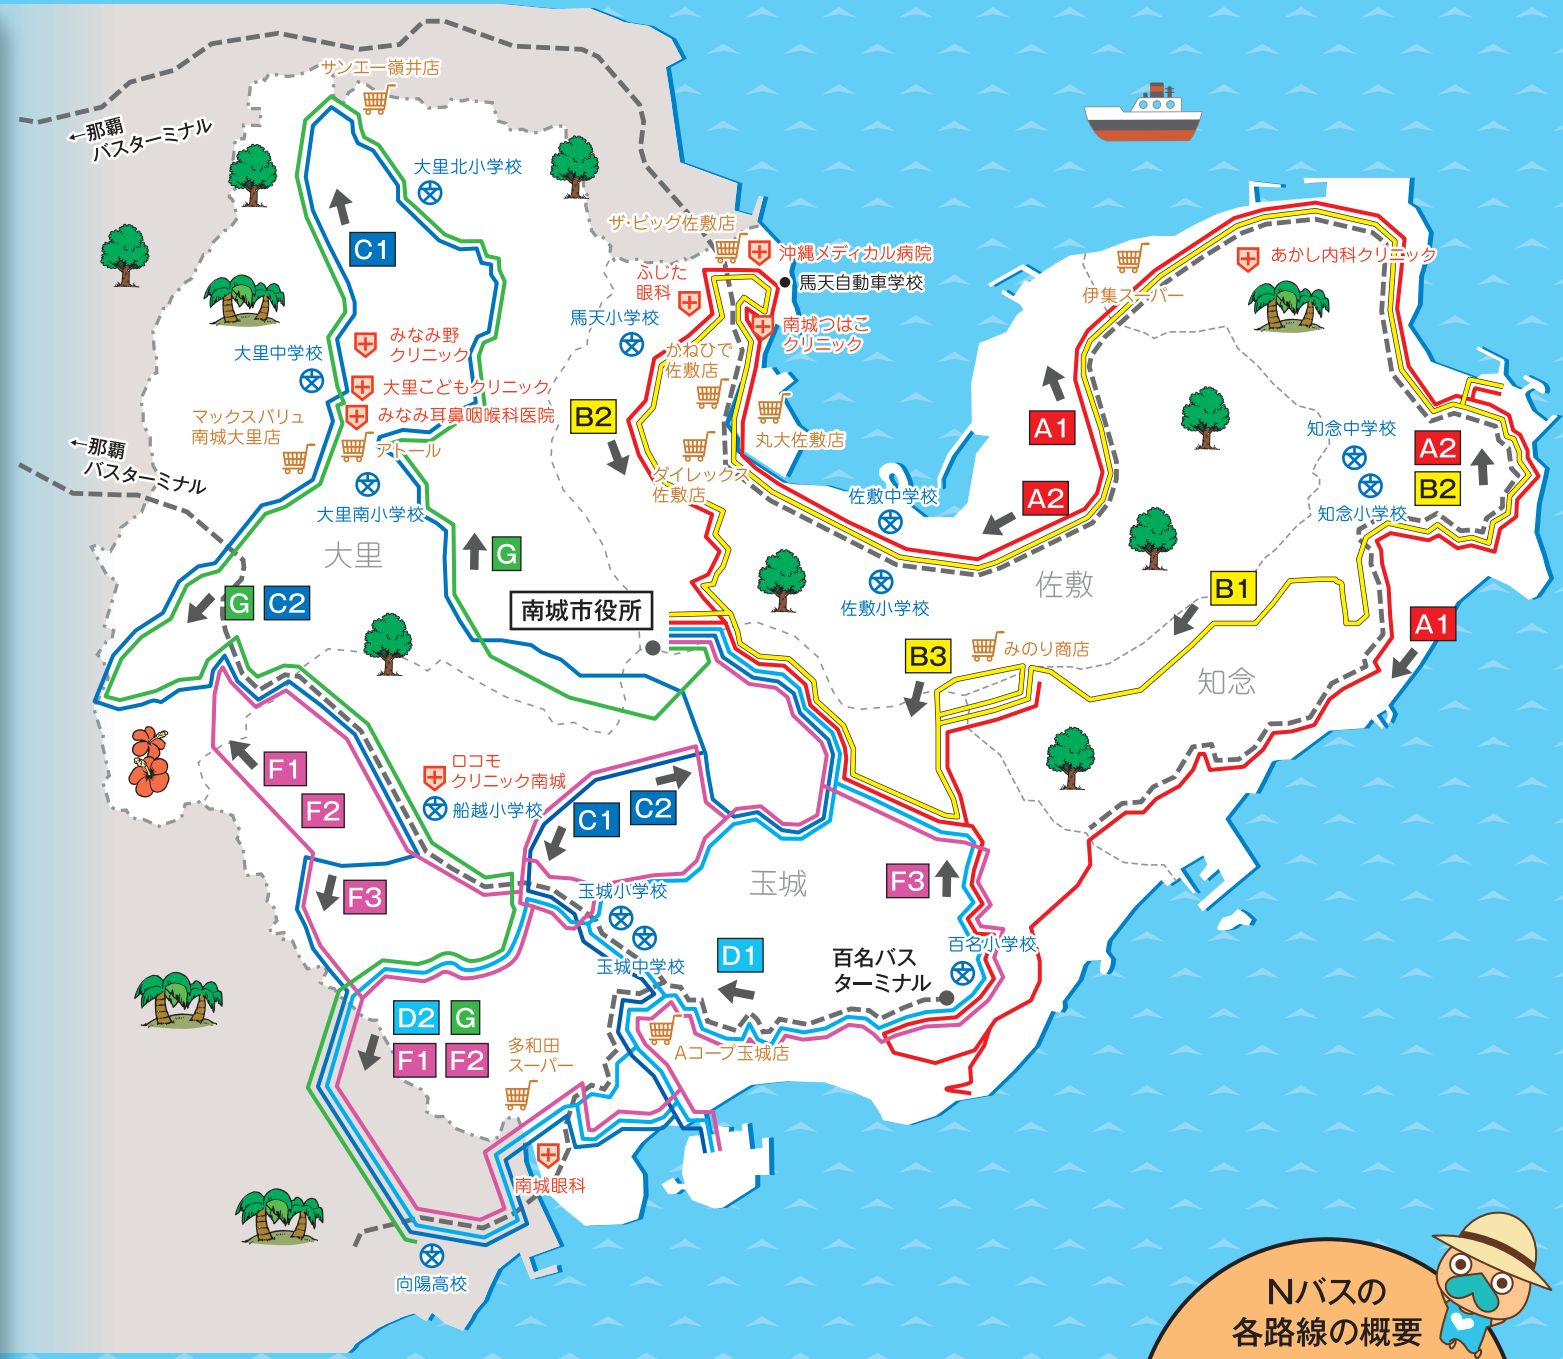 サンエー嶺井店
←那覇
バスターミナル
大里北小学校
C1
ザ・ビッグ佐敷店
沖縄メディカル病院
ふじた
眼科
馬天自動車学校
馬天小学校
南城つはこ
クリニック
あかし内科クリニック
伊集スーパー
みなみ野
クリニック
大里中学校
大里こどもクリニック
かねひで
佐敷店
マックスバリュ
南城大里店
みなみ耳鼻咽喉科医院
アトール
B2
丸大佐敷店
A1
知念中学校
A2
B2
←那覇
バスターミナル
ダイレックス
佐敷店
大里南小学校
佐敷中学校
A2
知念小学校
大里
G
佐敷
G
C2
南城市役所
佐敷小学校
B1
A1
B3
みのり商店
知念
F1
F2
ロコモ
クリニック南城
船越小学校
C1
C2
F3
玉城
F3
玉城小学校
玉城中学校
D1
百名バス
ターミナル
百名小学校
D2
G
F1
F2
多和田
スーパー
Aコープ玉城店
南城眼科
向陽高校
Nバスの
各路線の概要